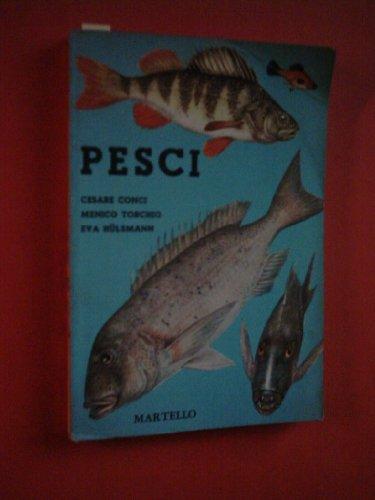 PESCI
CESARE CONCI
MENICO TORCHIO
EVA HÜLSMANN
MARTELLO